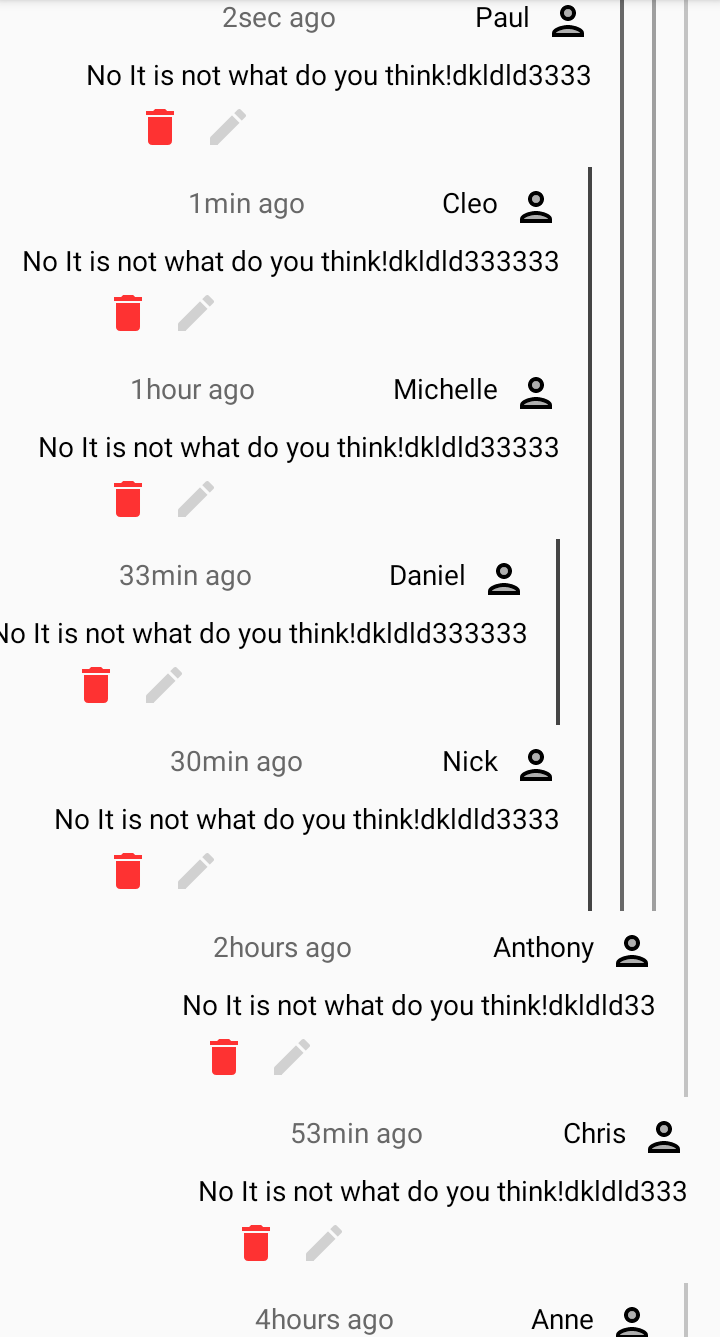 2sec ago Paul
No It is not what do you think!dkldld3333
1min ago Cleo
No It is not what do you think!dkldld333333
1hour ago Michelle
No It is not what do you think!dkldld33333
33min ago Daniel
No It is not what do you think!dkldld333333
30min ago Nick
No It is not what do you think!dkldld3333
2hours ago Anthony
No It is not what do you think!dkldld33
53min ago Chris
No It is not what do you think!dkldld333
4hours ago Anne